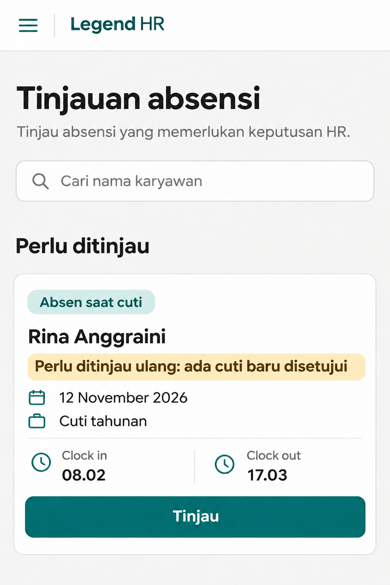 Legend HR
Tinjauan absensi
Tinjau absensi yang memerlukan keputusan HR.
Cari nama karyawan
Perlu ditinjau
Absen saat cuti
Rina Anggraini
Perlu ditinjau ulang: ada cuti baru disetujui
12 November 2026
Cuti tahunan
Clock in
08.02
Clock out
17.03
Tinjau